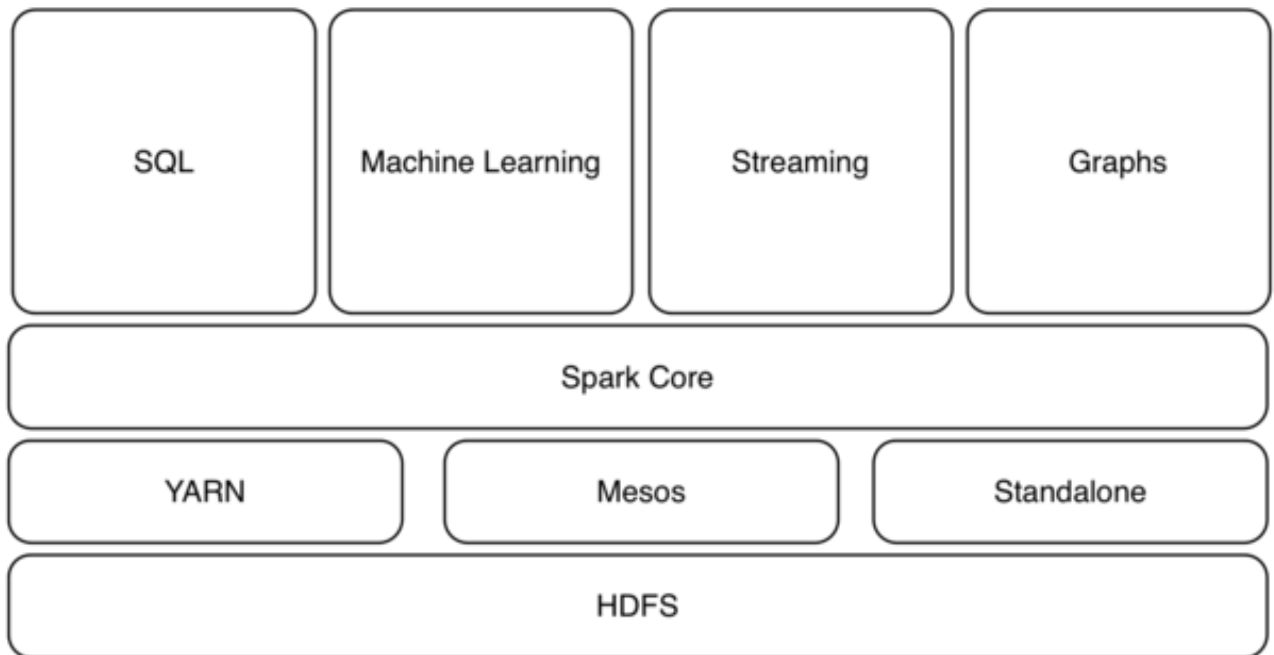 SQL
Machine Learning
Streaming
Graphs
Spark Core
YARN
Mesos
Standalone
HDFS